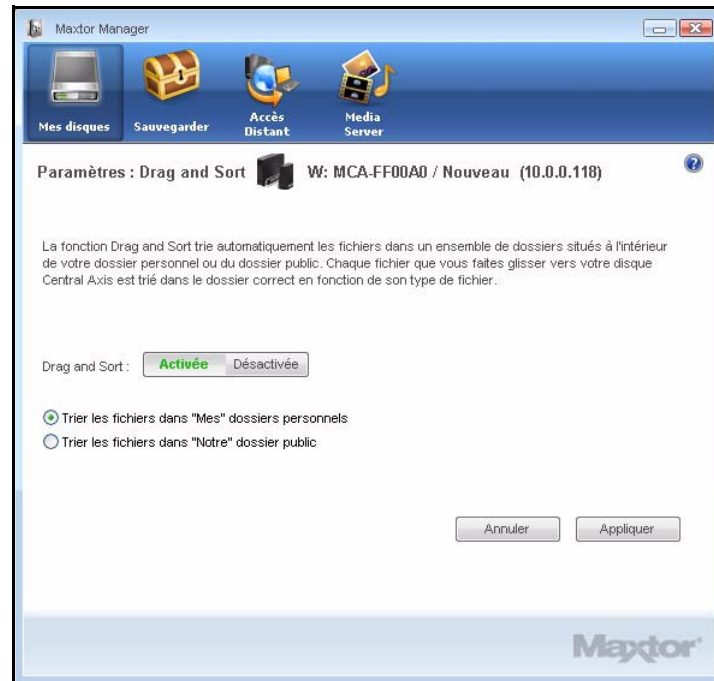 Maxtor Manager
Mes disques
Sauvegarder
Accès
Distant
Media
Server
Paramètres : Drag and Sort W: MCA-FF00A0 / Nouveau (10.0.0.118)
?
La fonction Drag and Sort trie automatiquement les fichiers dans un ensemble de dossiers situés à l'intérieur
de votre dossier personnel ou du dossier public. Chaque fichier que vous faites glisser vers votre disque
Central Axis est trié dans le dossier correct en fonction de son type de fichier.
Drag and Sort : Activée Désactivée
Trier les fichiers dans "Mes" dossiers personnels
Trier les fichiers dans "Notre" dossier public
Annuler Appliquer
Maxtor